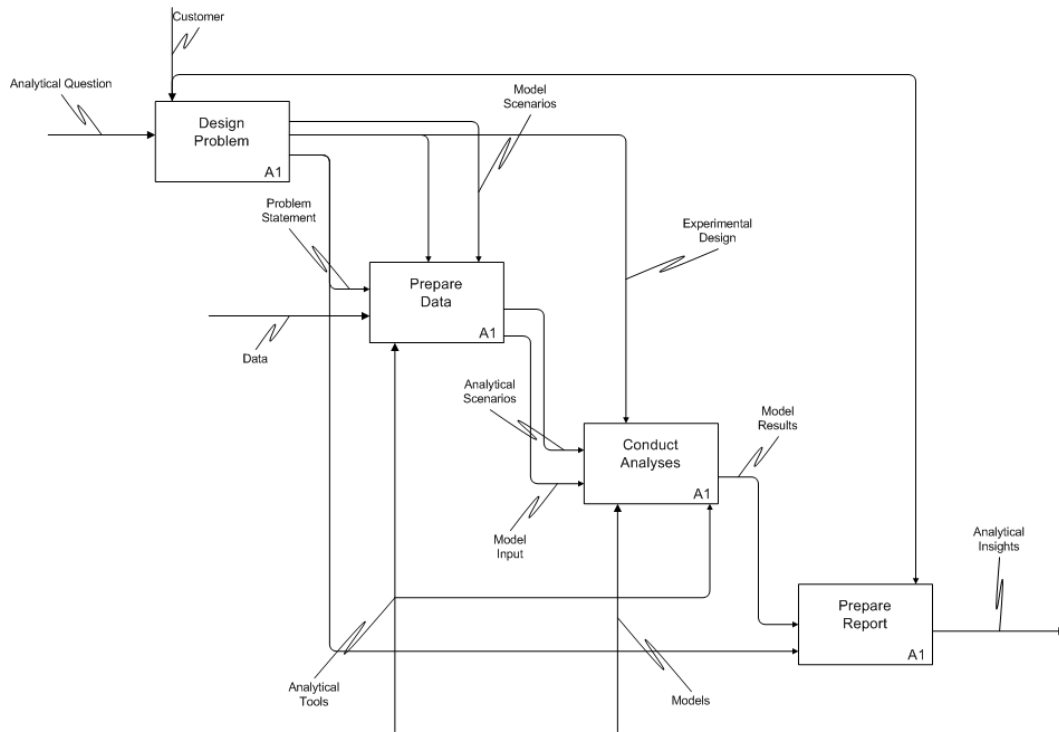 Customer
Analytical Question
Model
Scenarios
Design
Problem
A1
Problem
Statement
Experimental
Design
Prepare
Data
A1
Data
Analytical
Scenarios
Model
Results
Conduct
Analyses
A1
Model
Input
Analytical
Insights
Prepare
Report
A1
Analytical
Tools
Models